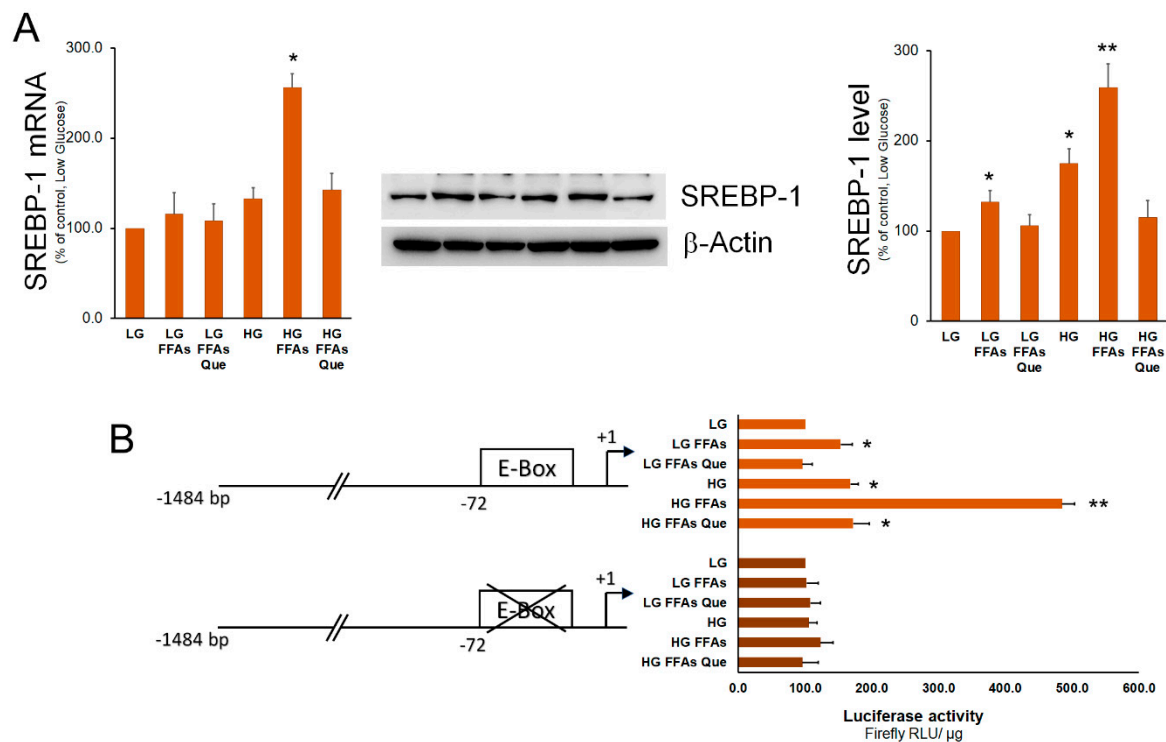 A
SREBP-1 mRNA
(% of control, Low Glucose)
300.0
200.0
100.0
0.0
*
LG
LG FFAs
LG FFAs Que
HG
HG FFAs
HG FFAs Que
SREBP-1
β-Actin
SREBP-1 level
(% of control, Low Glucose)
300
200
100
0
*
*
**
LG
LG FFAs
LG FFAs Que
HG
HG FFAs
HG FFAs Que
B
-1484 bp
-72
E-Box
+1
LG
LG FFAs *
LG FFAs Que
HG *
HG FFAs **
HG FFAs Que *
-1484 bp
-72
E-Box
+1
LG
LG FFAs
LG FFAs Que
HG
HG FFAs
HG FFAs Que
0.0 100.0 200.0 300.0 400.0 500.0 600.0
Luciferase activity
Firefly RLU/ µg